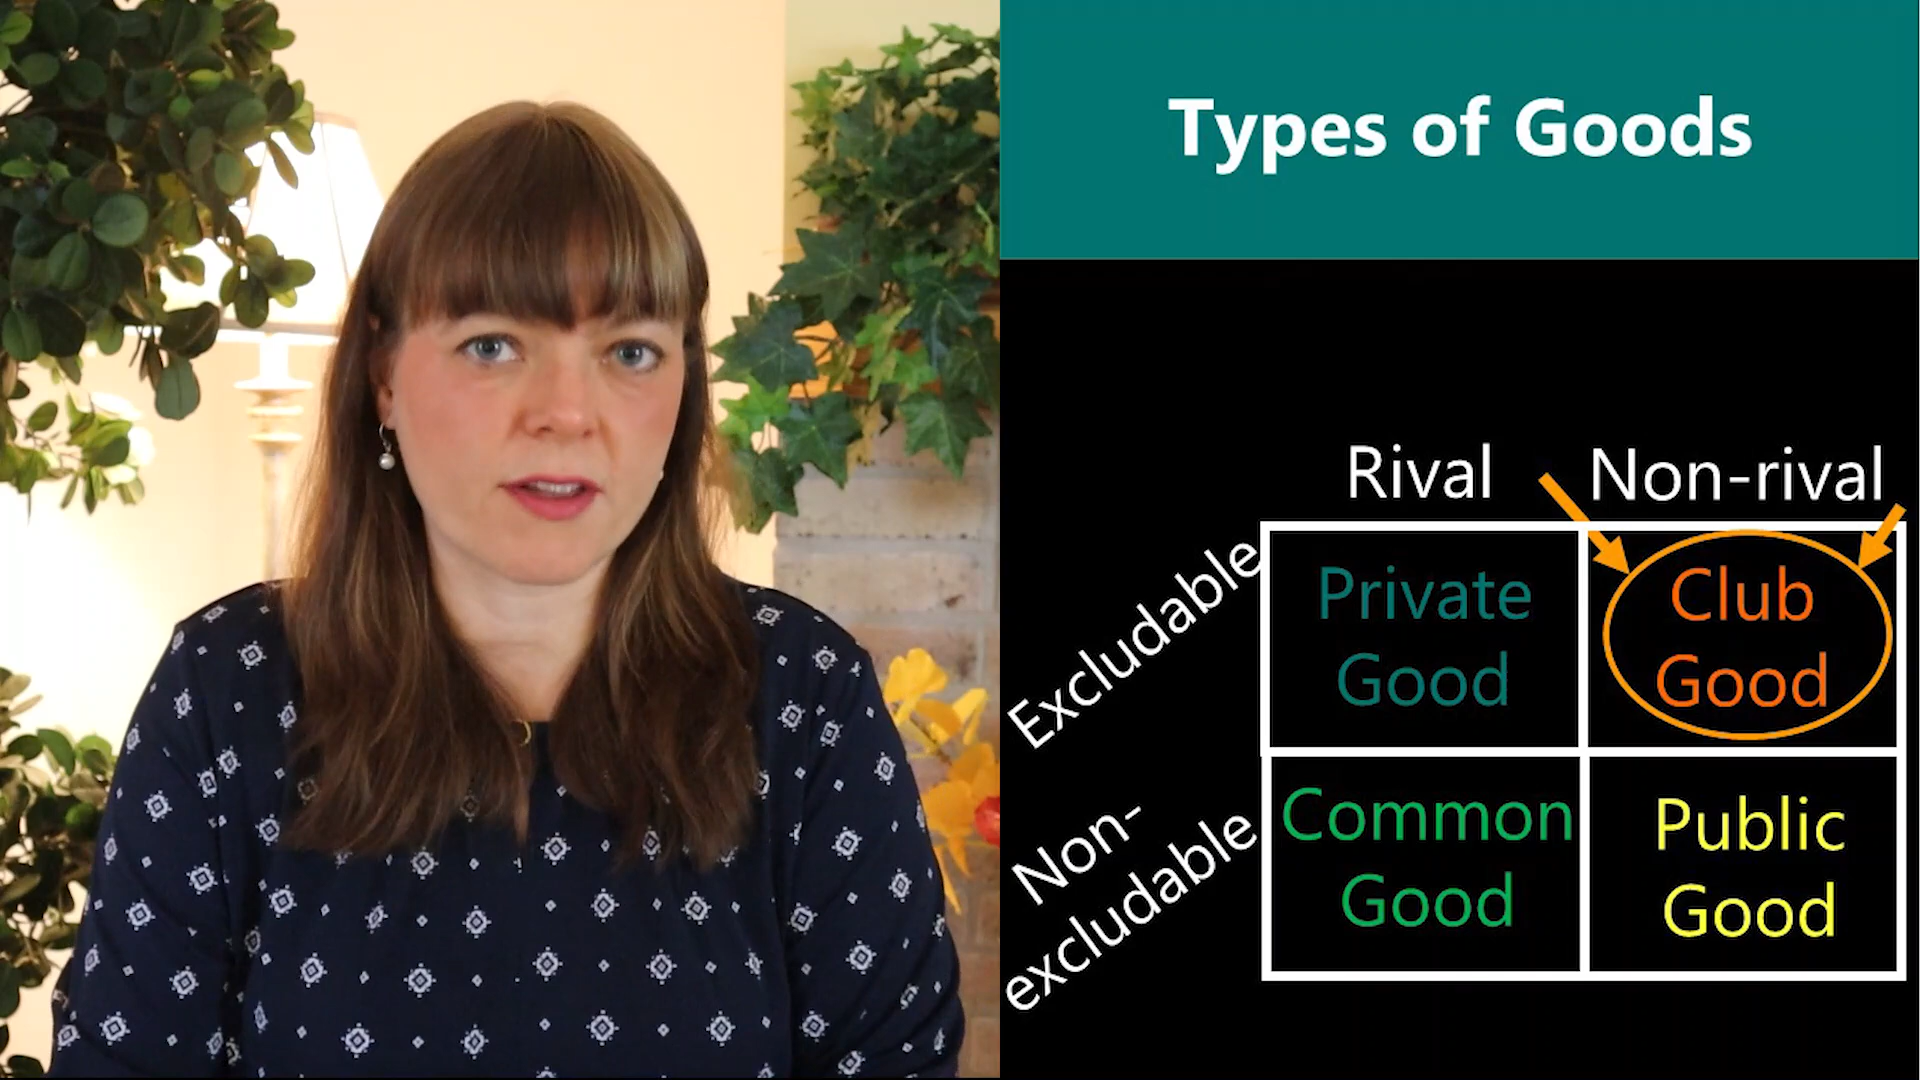 Types of Goods
Rival Non-rival
Excludable
Private
Good
Club
Good
Non-
excludable
Common
Good
Public
Good